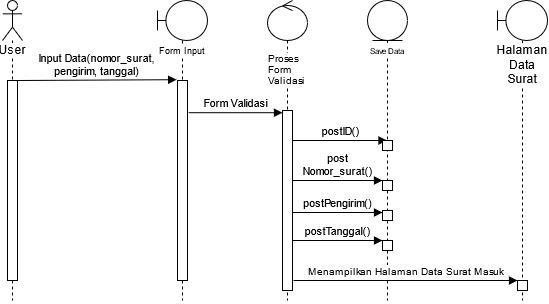 User
Form Input
Proses
Form
Validasi
Save Data
Halaman
Data
Surat
Input Data(nomor_surat,
pengirim, tanggal)
Form Validasi
postID()
post
Nomor_surat()
postPengirim()
postTanggal()
Menampilkan Halaman Data Surat Masuk